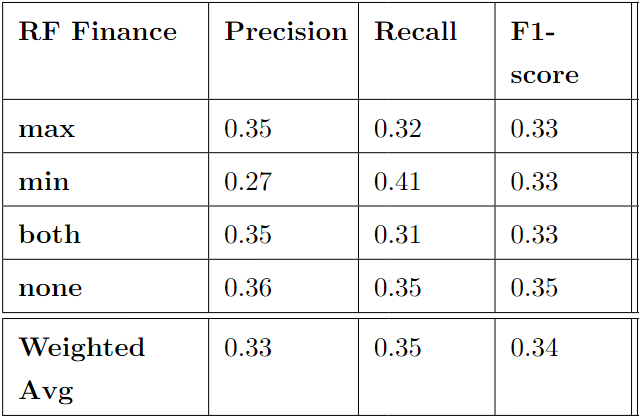 RF Finance Precision Recall F1-
score
max 0.35 0.32 0.33
min 0.27 0.41 0.33
both 0.35 0.31 0.33
none 0.36 0.35 0.35
Weighted 0.33 0.35 0.34
Avg